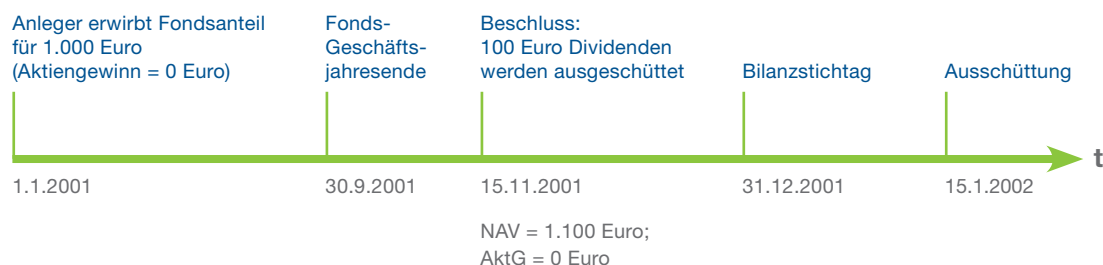 Anleger erwirbt Fondsanteil
für 1.000 Euro
(Aktiengewinn = 0 Euro)
Fonds-
Geschäfts-
jahresende
Beschluss:
100 Euro Dividenden
werden ausgeschüttet
Bilanzstichtag
Ausschüttung
t
1.1.2001
30.9.2001
15.11.2001
31.12.2001
15.1.2002
NAV = 1.100 Euro;
AktG = 0 Euro